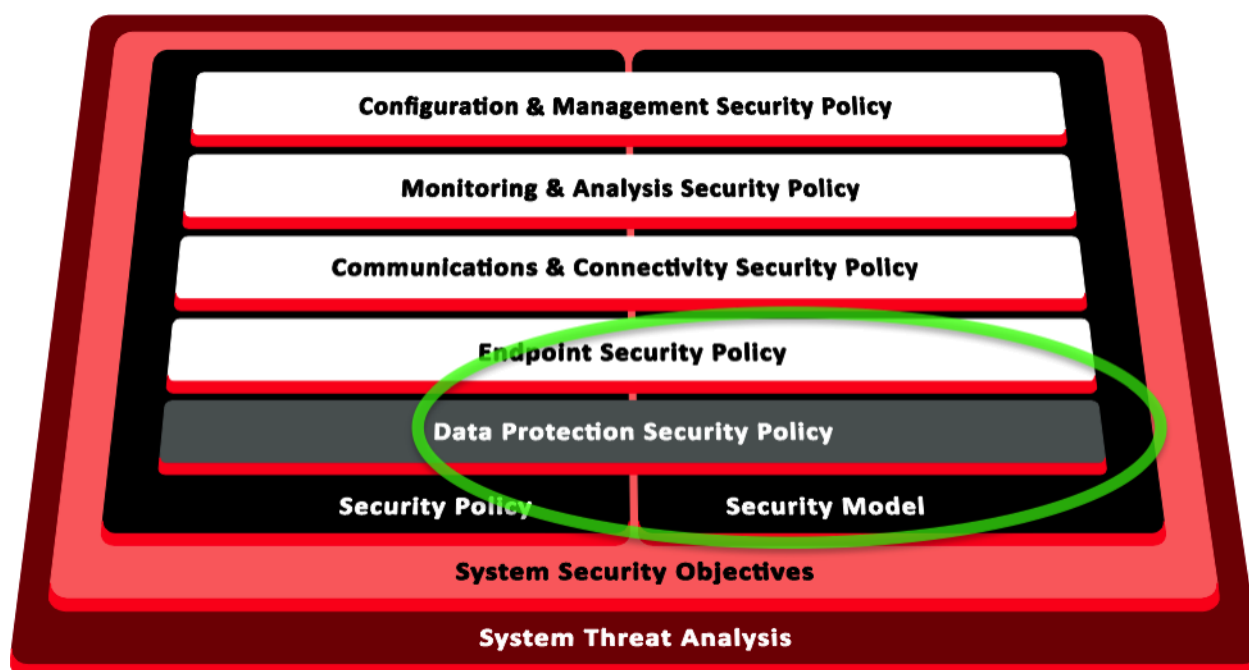 Configuration & Management Security Policy
Monitoring & Analysis Security Policy
Communications & Connectivity Security Policy
Endpoint Security Policy
Data Protection Security Policy
Security Policy
Security Model
System Security Objectives
System Threat Analysis